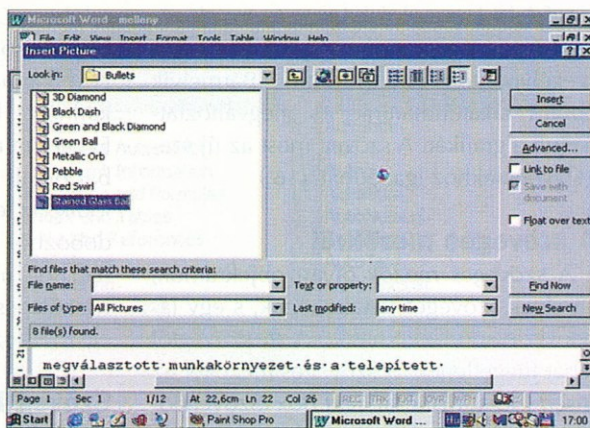 Microsoft Word - melleny
File Edit View Insert Format Tools Table Window Help
Insert Picture
Look in: Bullets
3D Diamond
Black Dash
Green and Black Diamond
Green Ball
Metallic Orb
Pebble
Red Swirl
Stained Glass Ball
Insert
Cancel
Advanced...
Link to file
Save with document
Float over text
Find files that match these search criteria:
File name:
Text or property:
Find Now
Files of type: All Pictures
Last modified: any time
New Search
8 file(s) found.
megválasztott·munkakörnyezet·és·a·telepített·
Page 1 Sec 1 1/12 At 22,6cm Ln 22 Col 26 REC TRK EXT OVR WPH
Start Paint Shop Pro Microsoft Word ... 17:00